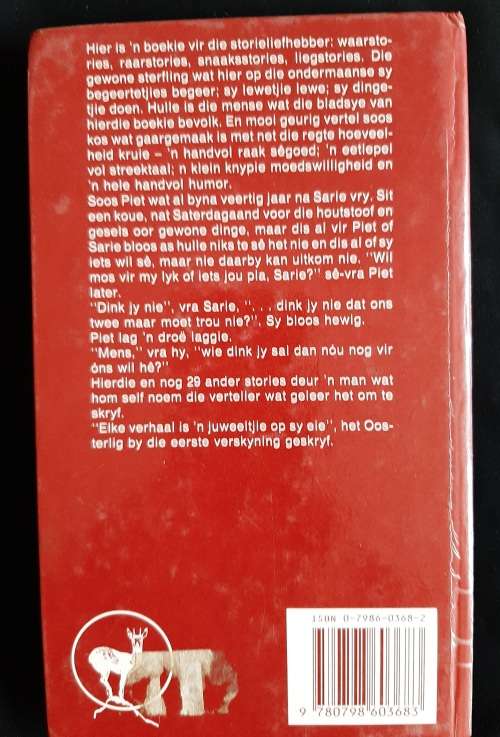 Hier is 'n boekie vir die storieliefhebber: waarsto-
ries, raarstories, snaaksstories, liegstories. Die
gewone sterfling wat hier op die ondermaanse sy
begeertetjies begeer; sy lewetjie lewe; sy dinge-
tjie doen. Hulle is die mense wat die bladsye van
hierdie boekie bevolk. En mooi geurig vertel soos
kos wat gaargemaak is met net die regte hoeveel-
heid kruie – 'n handvol raak sêgoed; 'n eetlepel
vol streektaal; n klein knypie moedswilligheid en
'n hele handvol humor.
Soos Piet wat al byna veertig jaar na Sarie vry. Sit
een koue, nat Saterdagaand voor die houtstoof en
gesels oor gewone dinge, maar dis al vir Piet of
Sarie bloos as hulle niks te sê het nie en dis al of sy
iets wil sê, maar nie daarby kan uitkom nie. "Wil
mos vir my lyk of iets jou pla, Sarie?" sê-vra Piet
later.
"Dink jy nie", vra Sarie, ". . . dink jy nie dat ons
twee maar moet trou nie?". Sy bloos hewig.
Piet lag 'n droë laggie.
"Mens," vra hy, "wie dink jy sal dan nòu nog vir
òns wil hê?"
Hierdie en nog 29 ander stories deur 'n man wat
hom self noem die verteller wat geleer het om te
skryf.
"Elke verhaal is 'n juweeltjie op sy eie", het Oos-
terlig by die eerste verskyning geskryf.
ISBN 0-7986-0368-2
9 780798 603683